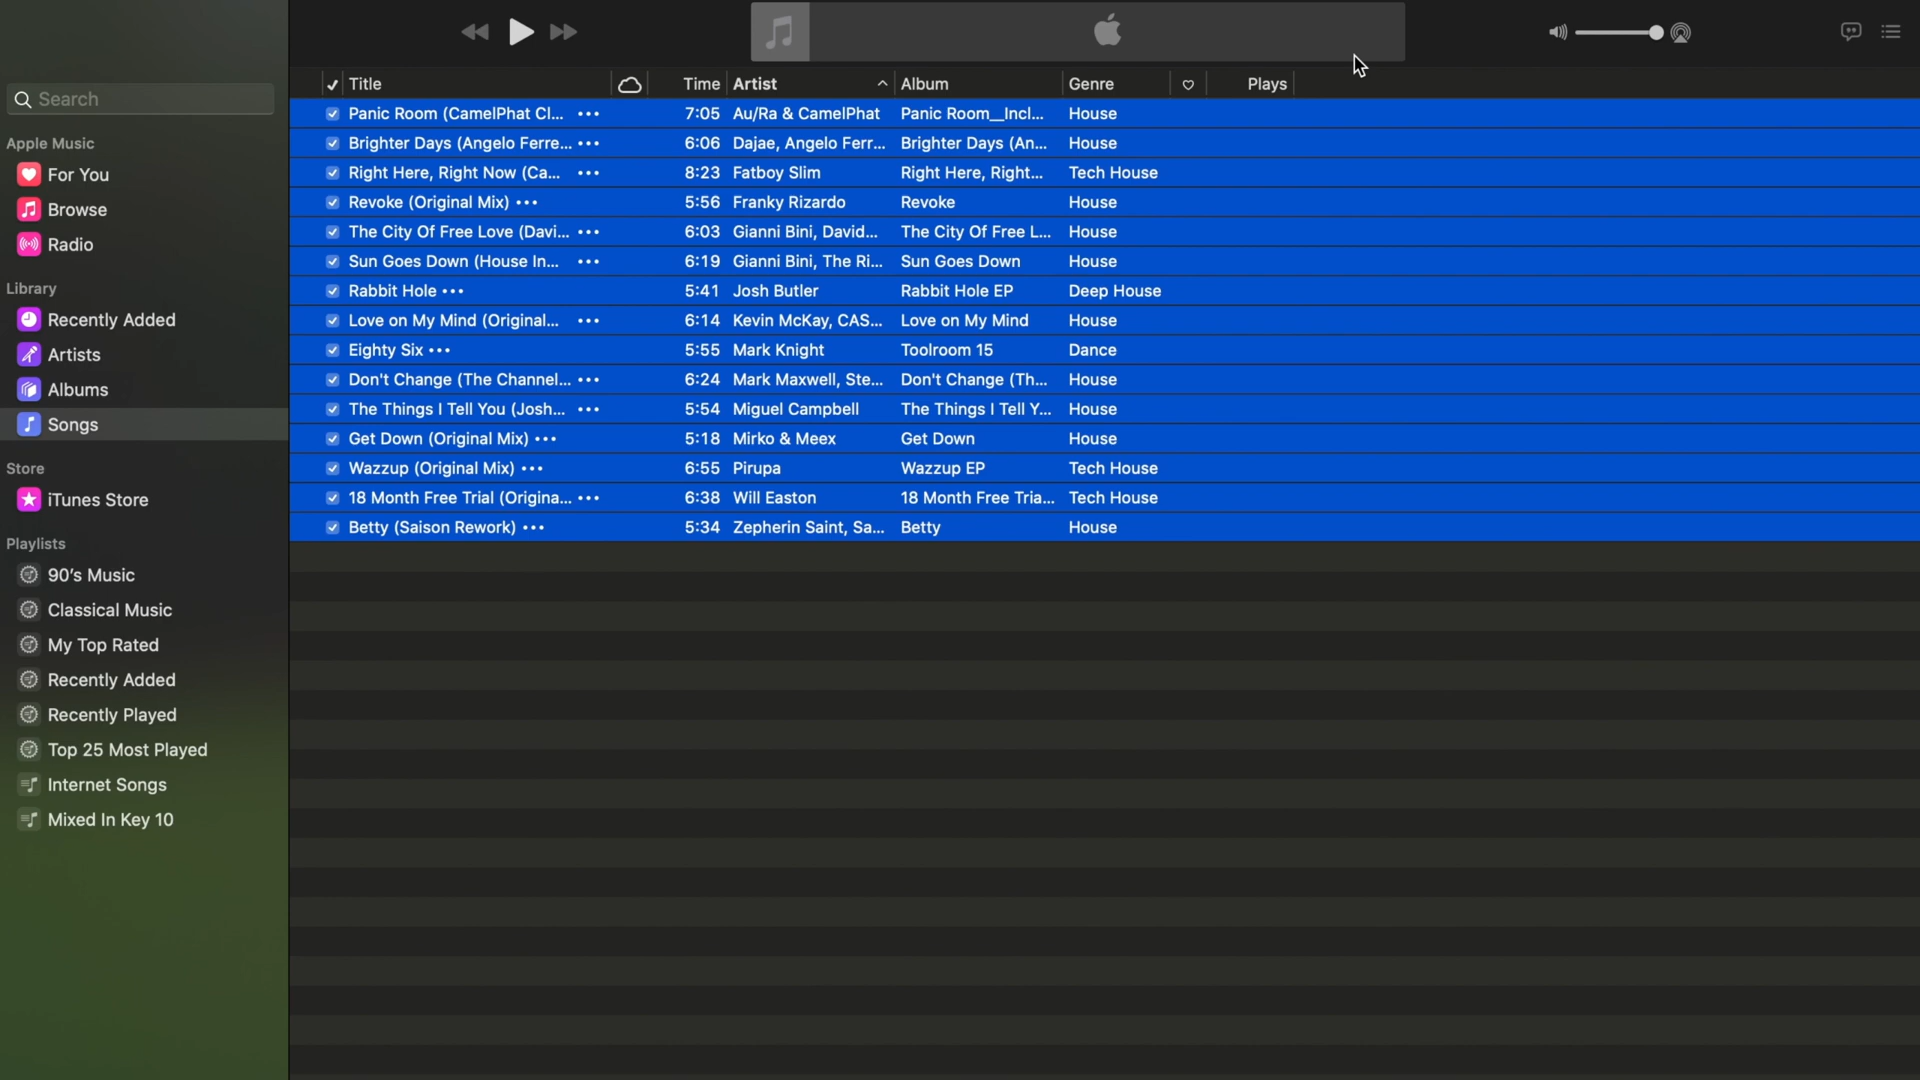 Search
Apple Music
For You
Browse
Radio
Library
Recently Added
Artists
Albums
Songs
Store
iTunes Store
Playlists
90's Music
Classical Music
My Top Rated
Recently Added
Recently Played
Top 25 Most Played
Internet Songs
Mixed In Key 10
Title Time Artist Album Genre Plays
Panic Room (CamelPhat Cl... ••• 7:05 Au/Ra & CamelPhat Panic Room__Incl... House
Brighter Days (Angelo Ferre... ••• 6:06 Dajae, Angelo Ferr... Brighter Days (An... House
Right Here, Right Now (Ca... ••• 8:23 Fatboy Slim Right Here, Right... Tech House
Revoke (Original Mix) ••• 5:56 Franky Rizardo Revoke House
The City Of Free Love (Davi... ••• 6:03 Gianni Bini, David... The City Of Free L... House
Sun Goes Down (House In... ••• 6:19 Gianni Bini, The Ri... Sun Goes Down House
Rabbit Hole ••• 5:41 Josh Butler Rabbit Hole EP Deep House
Love on My Mind (Original... ••• 6:14 Kevin McKay, CAS... Love on My Mind House
Eighty Six ••• 5:55 Mark Knight Toolroom 15 Dance
Don't Change (The Channel... ••• 6:24 Mark Maxwell, Ste... Don't Change (Th... House
The Things I Tell You (Josh... ••• 5:54 Miguel Campbell The Things I Tell Y... House
Get Down (Original Mix) ••• 5:18 Mirko & Meex Get Down House
Wazzup (Original Mix) ••• 6:55 Pirupa Wazzup EP Tech House
18 Month Free Trial (Origina... ••• 6:38 Will Easton 18 Month Free Tria... Tech House
Betty (Saison Rework) ••• 5:34 Zepherin Saint, Sa... Betty House